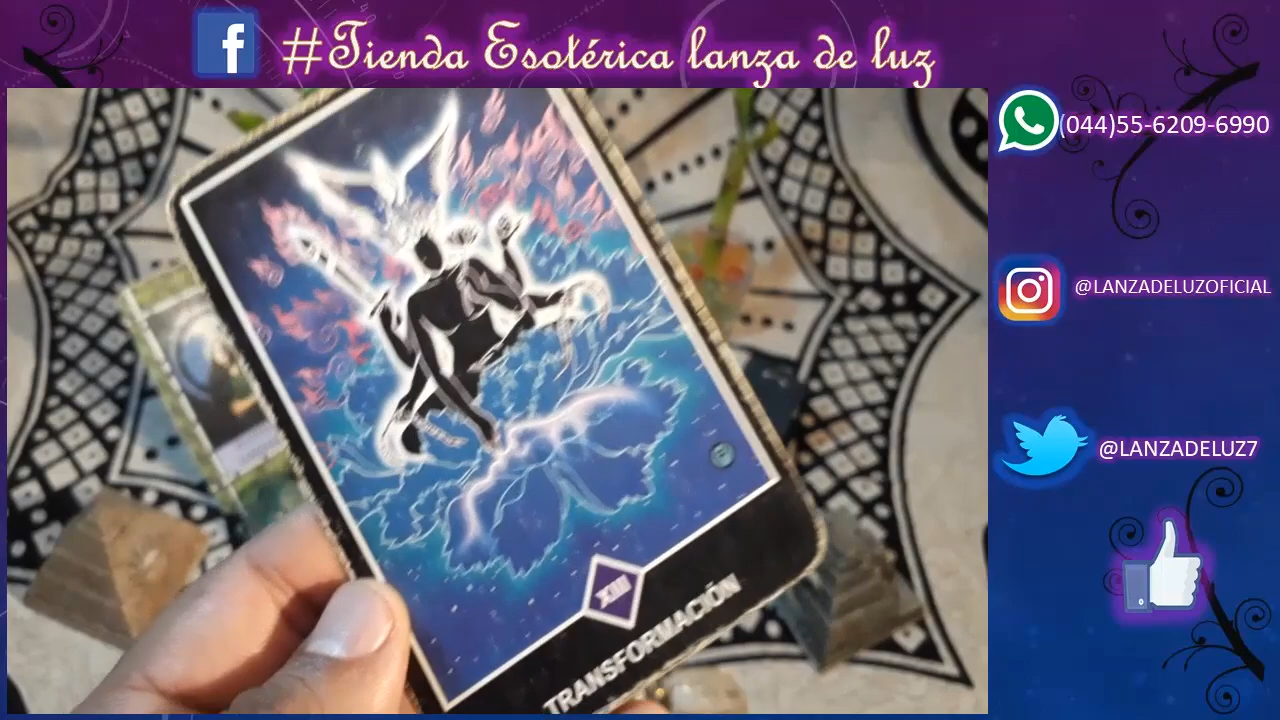 #Tienda Esotérica lanza de luz
(044)55-6209-6990
@LANZADELUZOFICIAL
@LANZADELUZ7
XIII
TRANSFORMACIÓN